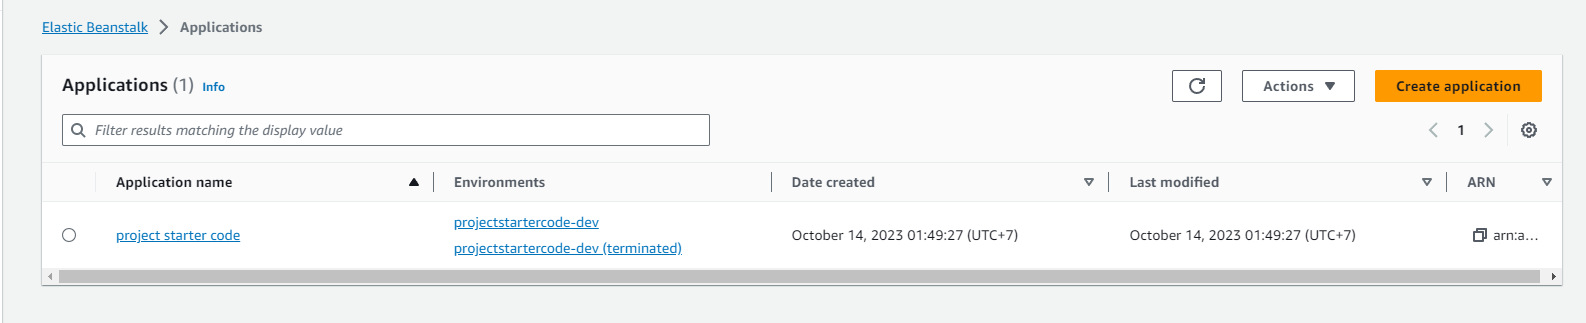 Elastic Beanstalk > Applications
Applications (1) Info
Actions
Create application
Filter results matching the display value
1
Application name Environments Date created Last modified ARN
project starter code
projectstartercode-dev
projectstartercode-dev (terminated)
October 14, 2023 01:49:27 (UTC+7)
October 14, 2023 01:49:27 (UTC+7)
arn:a...